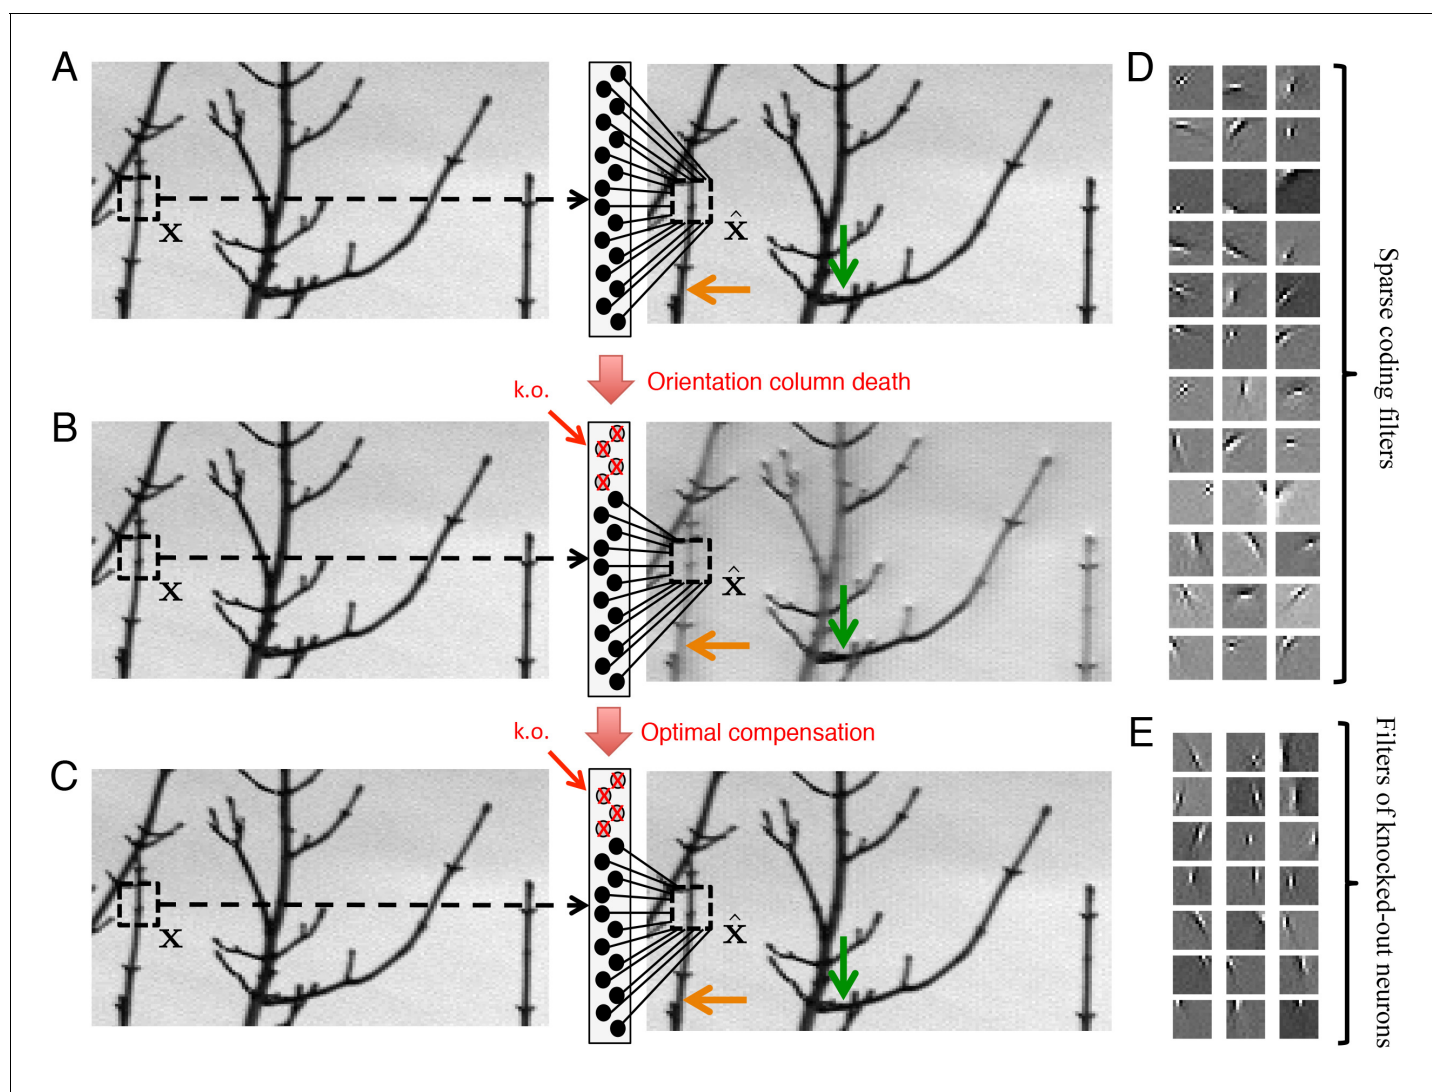 A
D
x
x̂
k.o.
Orientation column death
B
x
x̂
k.o.
Optimal compensation
C
x
x̂
Sparse coding filters
E
Filters of knocked-out neurons